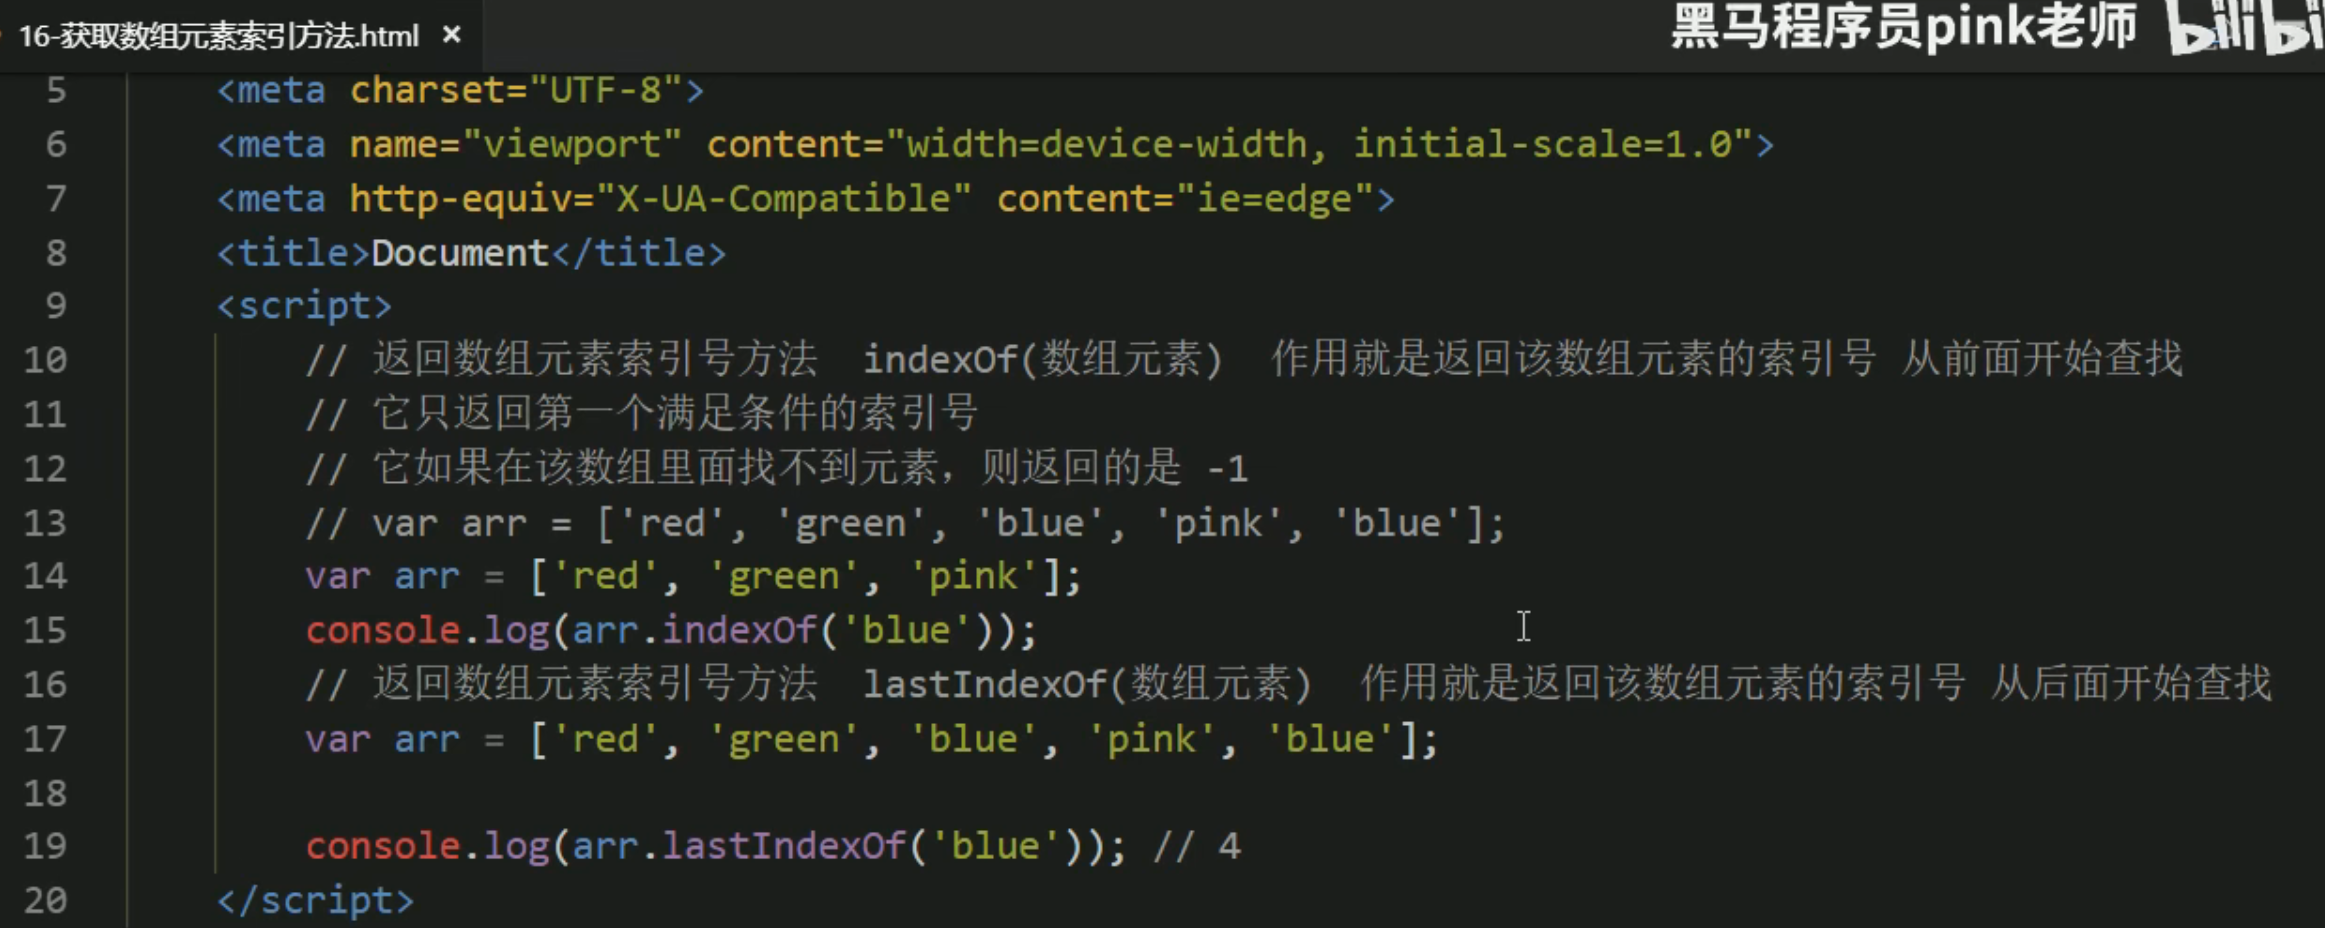 16-获取数组元素索引方法.html ×
黑马程序员pink老师 bilibili
5 <meta charset="UTF-8">
6 <meta name="viewport" content="width=device-width, initial-scale=1.0">
7 <meta http-equiv="X-UA-Compatible" content="ie=edge">
8 <title>Document</title>
9 <script>
10 // 返回数组元素索引号方法 indexOf(数组元素) 作用就是返回该数组元素的索引号 从前面开始查找
11 // 它只返回第一个满足条件的索引号
12 // 它如果在该数组里面找不到元素，则返回的是 -1
13 // var arr = ['red', 'green', 'blue', 'pink', 'blue'];
14 var arr = ['red', 'green', 'pink'];
15 console.log(arr.indexOf('blue'));
16 // 返回数组元素索引号方法 lastIndexOf(数组元素) 作用就是返回该数组元素的索引号 从后面开始查找
17 var arr = ['red', 'green', 'blue', 'pink', 'blue'];
18
19 console.log(arr.lastIndexOf('blue')); // 4
20 </script>